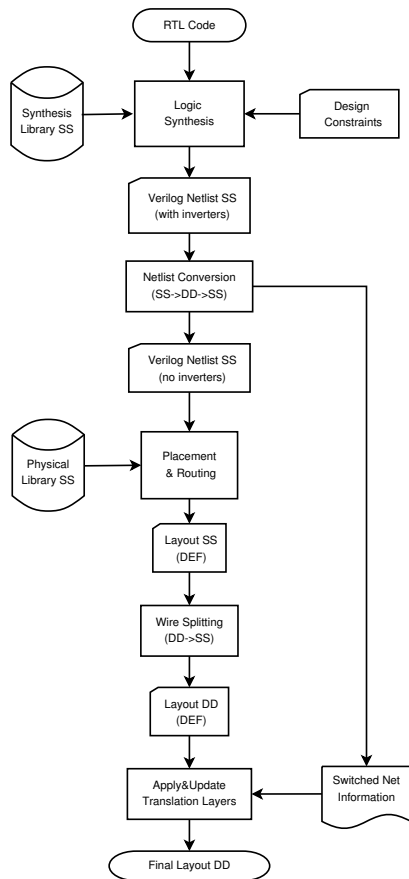 RTL Code
Synthesis
Library SS
Logic
Synthesis
Design
Constraints
Verilog Netlist SS
(with inverters)
Netlist Conversion
(SS->DD->SS)
Verilog Netlist SS
(no inverters)
Physical
Library SS
Placement
& Routing
Layout SS
(DEF)
Wire Splitting
(DD->SS)
Layout DD
(DEF)
Apply&Update
Translation Layers
Switched Net
Information
Final Layout DD